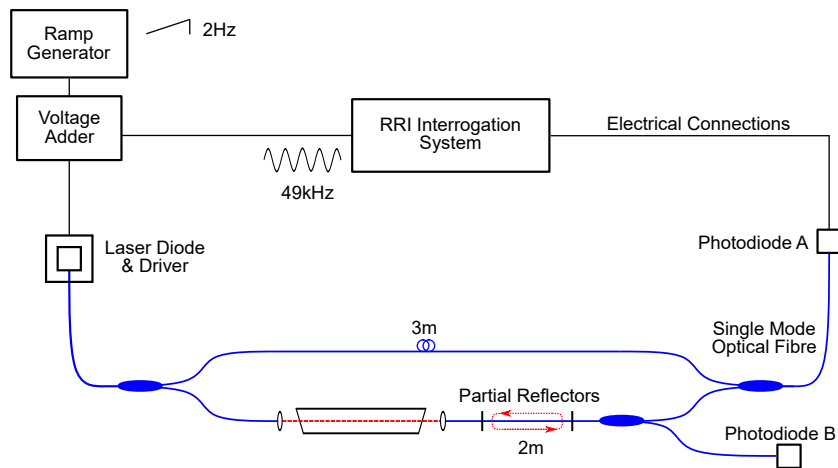 Ramp
Generator
2Hz
Voltage
Adder
RRI Interrogation
System
Electrical Connections
49kHz
Laser Diode
& Driver
Photodiode A
3m
Single Mode
Optical Fibre
Partial Reflectors
2m
Photodiode B